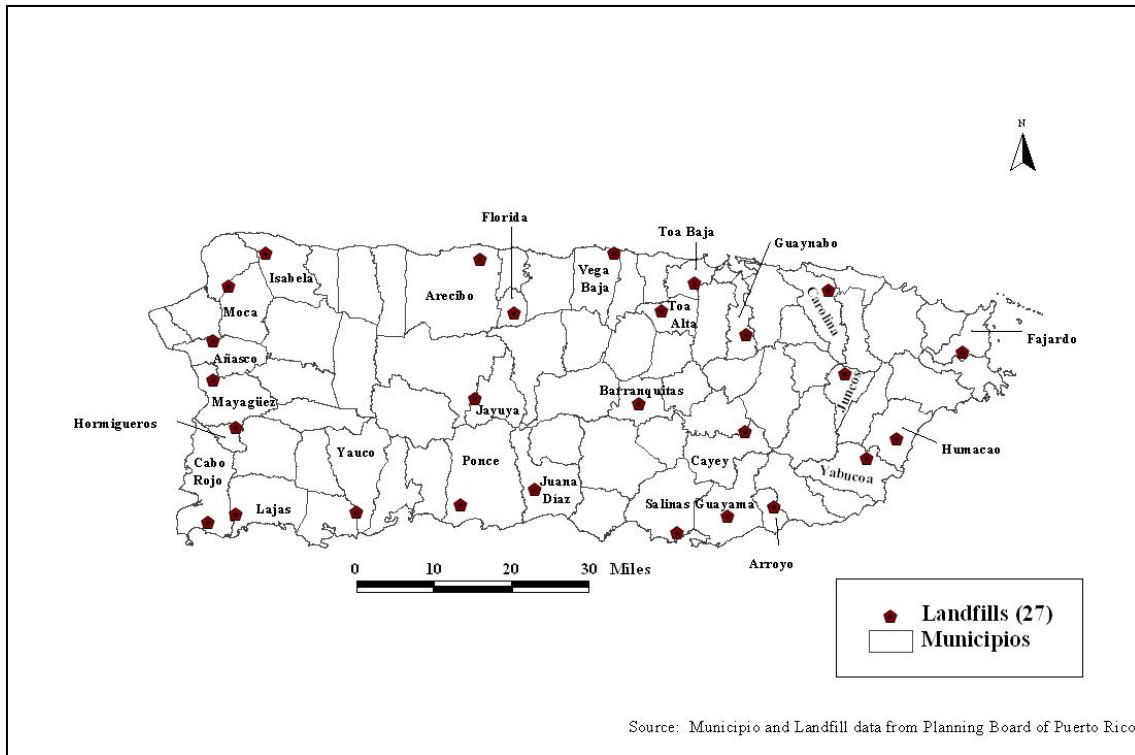 N
Florida
Toa Baja
Guaynabo
Isabela
Vega
Baja
Arecibo
Moca
Toa
Alta
Carolina
Fajardo
Añasco
Mayagüez
Barranquitas
Juncos
Jayuya
Hormigueros
Humacao
Yauco
Ponce
Cayey
Cabo
Rojo
Yabucoa
Juana
Díaz
Lajas
Salinas
Guayama
Arroyo
0 10 20 30 Miles
Landfills (27)
Municipios
Source: Municipio and Landfill data from Planning Board of Puerto Rico